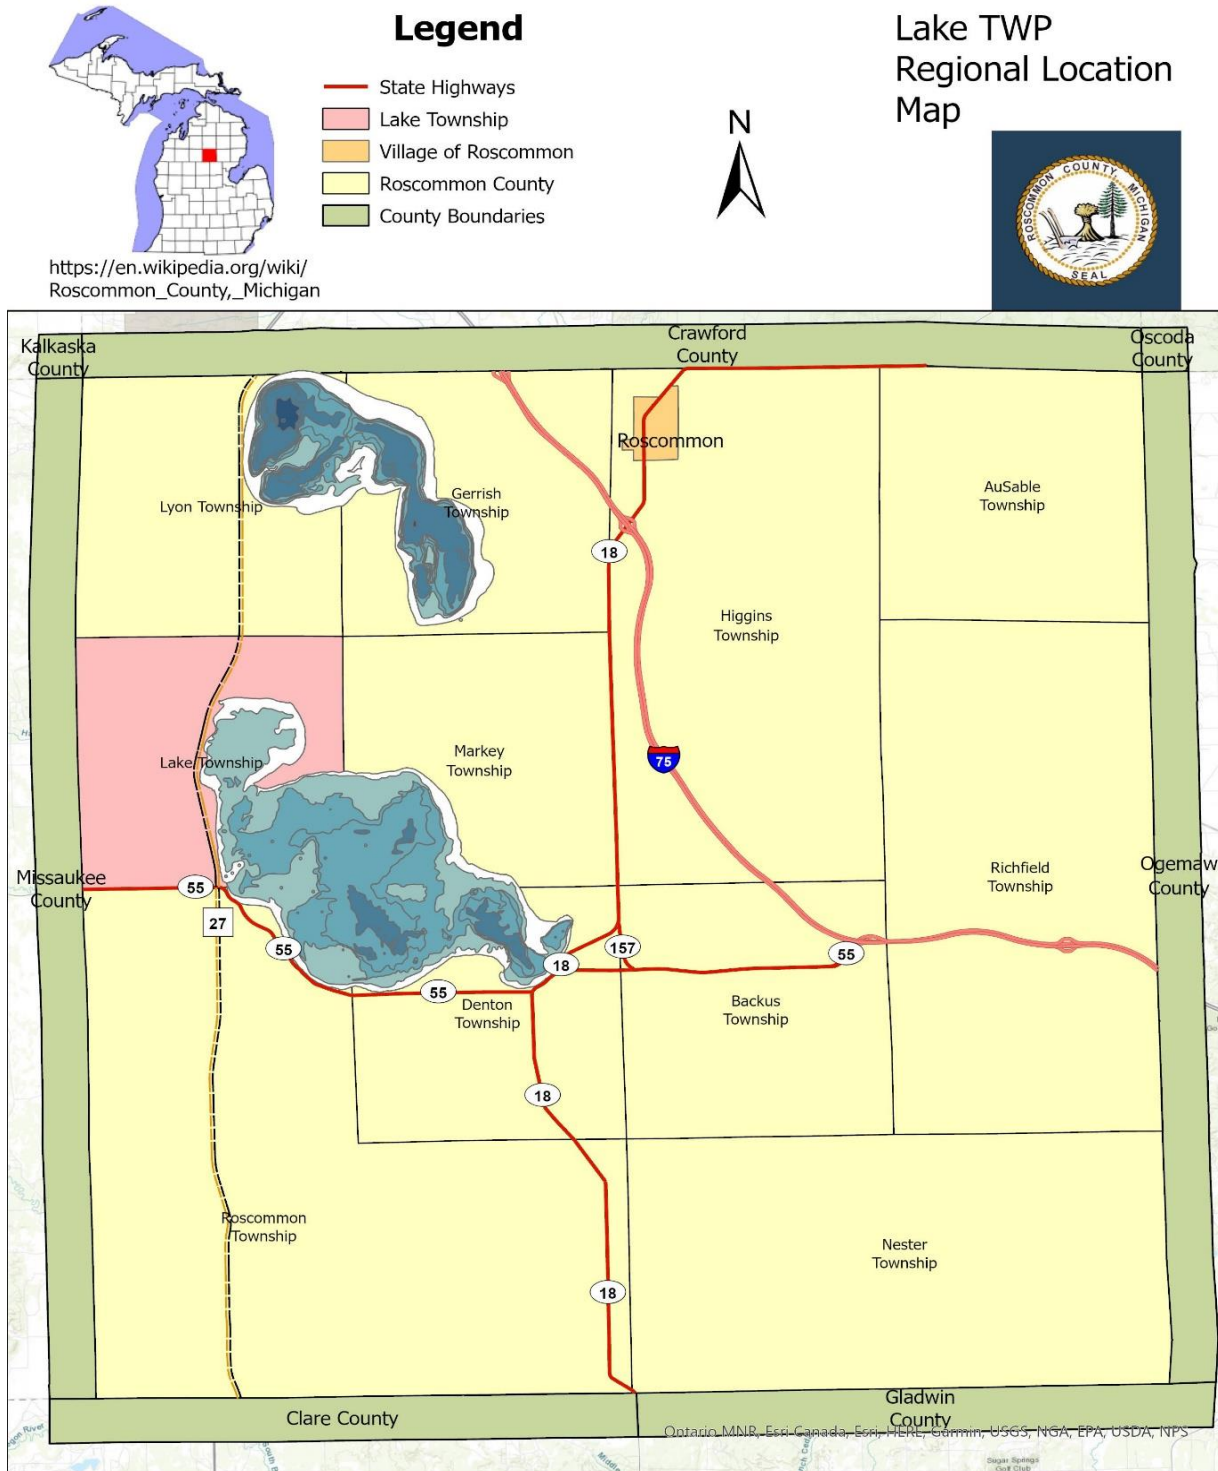 Legend
State Highways
Lake Township
Village of Roscommon
Roscommon County
County Boundaries
Lake TWP
Regional Location
Map
N
ROSCOMMON COUNTY MICHIGAN
SEAL
https://en.wikipedia.org/wiki/
Roscommon_County,_Michigan
Kalkaska
County
Crawford
County
Oscoda
County
Roscommon
Lyon Township
Gerrish
Township
AuSable
Township
18
Higgins
Township
Lake Township
Markey
Township
75
Missaukee
County
55
27
55
Richfield
Township
Ogemaw
County
157
18
55
55
Denton
Township
Backus
Township
18
Roscommon
Township
Nester
Township
18
Clare County
Gladwin
County
Ontario MNR, Esri Canada, Esri, HERE, Garmin, USGS, NGA, EPA, USDA, NPS
Sugar Springs
Golf Club